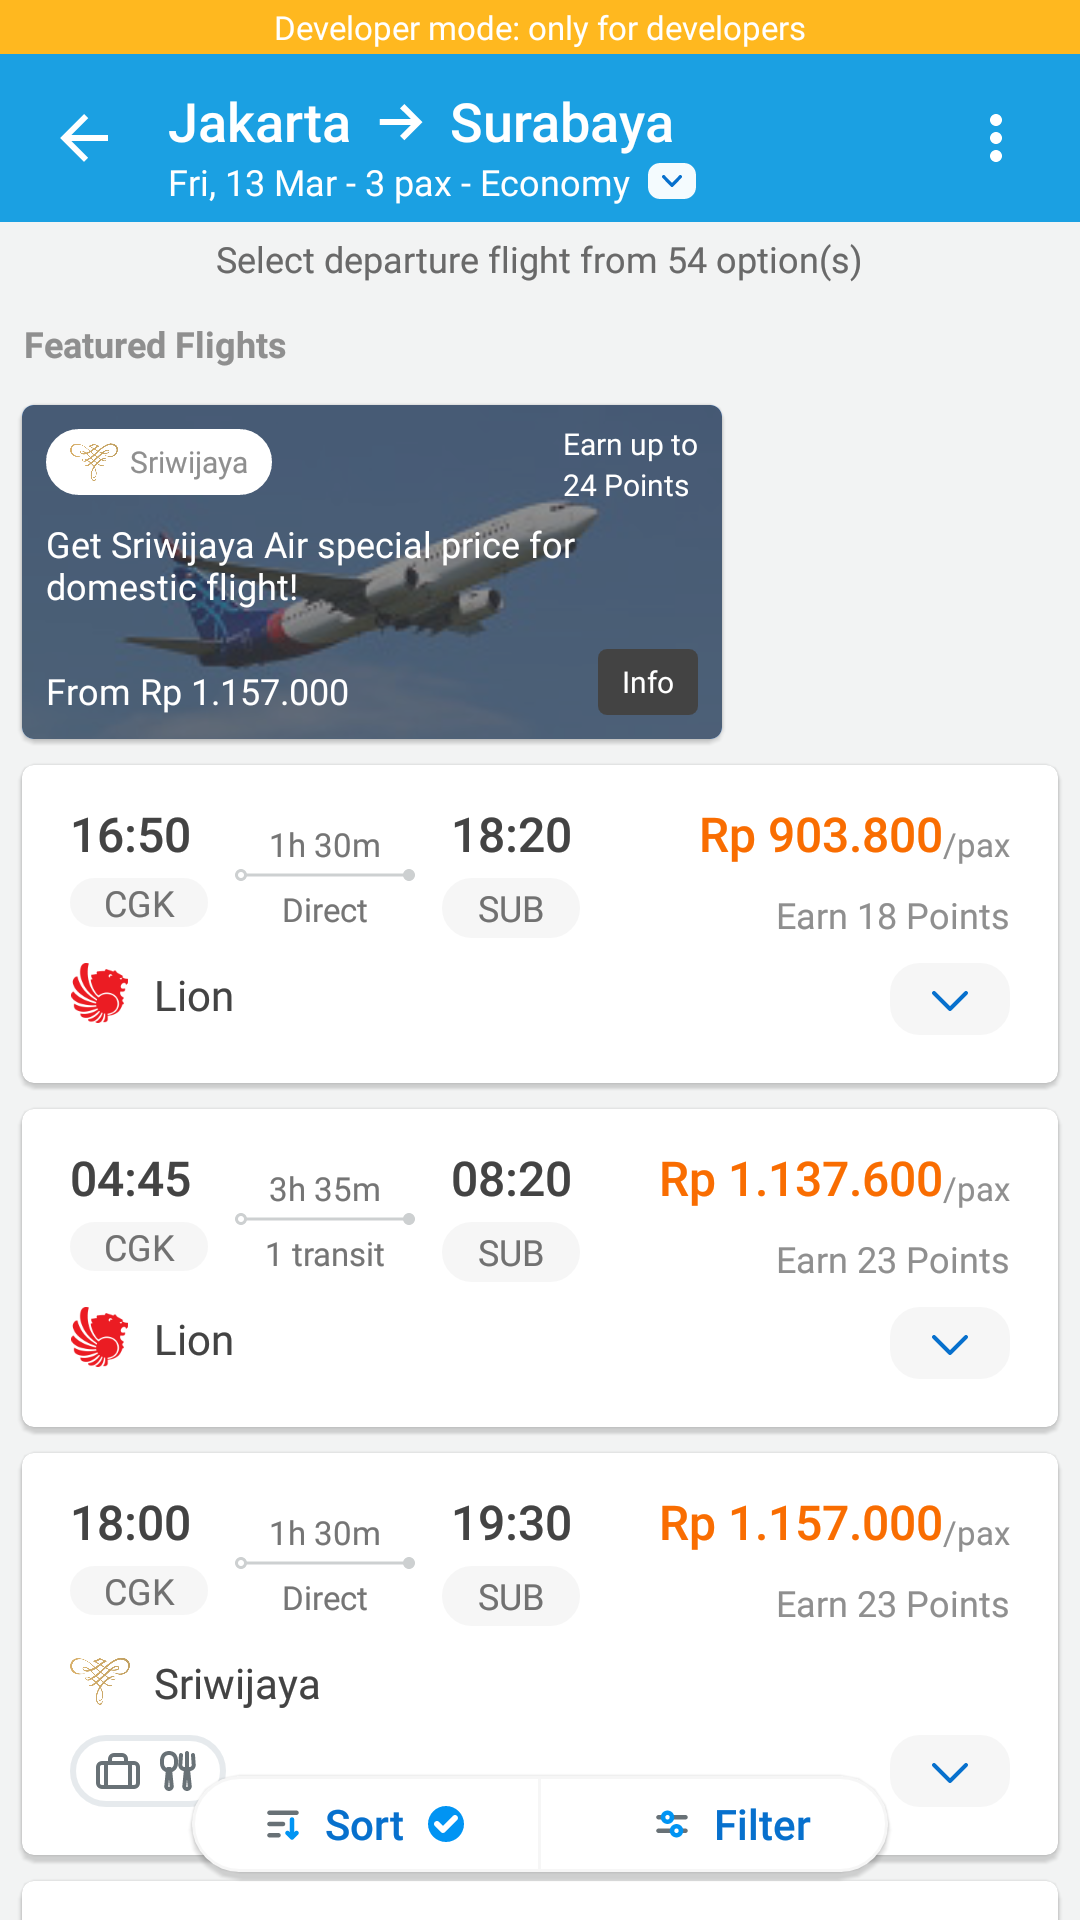 Developer mode: only for developers
Jakarta → Surabaya
Fri, 13 Mar - 3 pax - Economy
Select departure flight from 54 option(s)
Featured Flights
Sriwijaya
Earn up to
24 Points
Get Sriwijaya Air special price for
domestic flight!
From Rp 1.157.000
Info
16:50 1h 30m 18:20 Rp 903.800/pax
CGK Direct SUB Earn 18 Points
Lion
04:45 3h 35m 08:20 Rp 1.137.600/pax
CGK 1 transit SUB Earn 23 Points
Lion
18:00 1h 30m 19:30 Rp 1.157.000/pax
CGK Direct SUB Earn 23 Points
Sriwijaya
Sort Filter